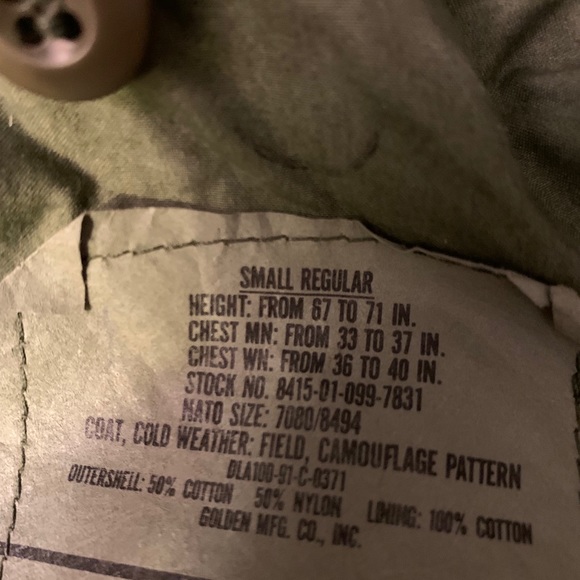 SMALL REGULAR
HEIGHT: FROM 67 TO 71 IN.
CHEST MN: FROM 33 TO 37 IN.
CHEST WN: FROM 36 TO 40 IN.
STOCK NO. 8415-01-099-7831
NATO SIZE: 7080/8494
COAT, COLD WEATHER: FIELD, CAMOUFLAGE PATTERN
DLA100-91-C-0371
OUTERSHELL: 50% COTTON 50% NYLON LINING: 100% COTTON
GOLDEN MFG. CO., INC.